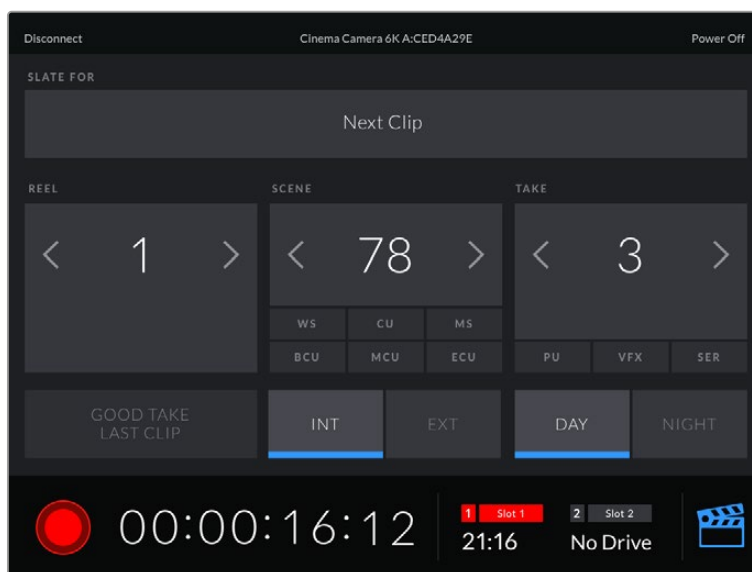 Disconnect Cinema Camera 6K A:CED4A29E Power Off
SLATE FOR
Next Clip
REEL SCENE TAKE
< 1 > < 78 > < 3 >
WS CU MS
BCU MCU ECU PU VFX SER
GOOD TAKE
LAST CLIP
INT EXT DAY NIGHT
00:00:16:12
1 Slot 1 2 Slot 2
21:16 No Drive